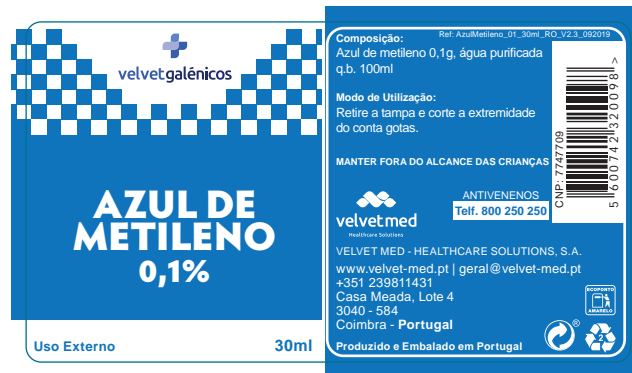 velvetgalénicos
AZUL DE
METILENO
0,1%
Uso Externo
30ml
Composição:
Ref: AzulMetileno_01_30ml_RO_V2.3_092019
Azul de metileno 0,1g, água purificada
q.b. 100ml
Modo de Utilização:
Retire a tampa e corte a extremidade
do conta gotas.
MANTER FORA DO ALCANCE DAS CRIANÇAS
CNP: 7747709
5 600742 320098 >
velvetmed
Healthcare Solutions
ANTIVENENOS
Telf. 800 250 250
VELVET MED - HEALTHCARE SOLUTIONS, S.A.
www.velvet-med.pt | geral@velvet-med.pt
+351 239811431
Casa Meada, Lote 4
3040 - 584
Coimbra - Portugal
Produzido e Embalado em Portugal
ECOPONTO
AMARELO
®
2